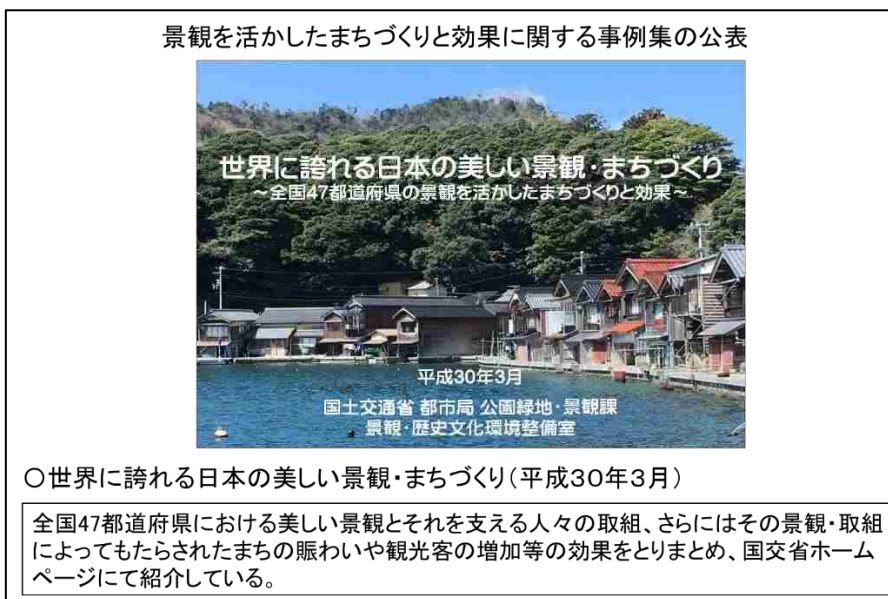 景観を活かしたまちづくりと効果に関する事例集の公表
世界に誇れる日本の美しい景観・まちづくり
～全国47都道府県の景観を活かしたまちづくりと効果～
平成30年3月
国土交通省 都市局 公園緑地・景観課
景観・歴史文化環境整備室
○世界に誇れる日本の美しい景観・まちづくり(平成30年3月)
全国47都道府県における美しい景観とそれを支える人々の取組、さらにはその景観・取組
によってもたらされたまちの賑わいや観光客の増加等の効果をとりまとめ、国交省ホーム
ページにて紹介している。